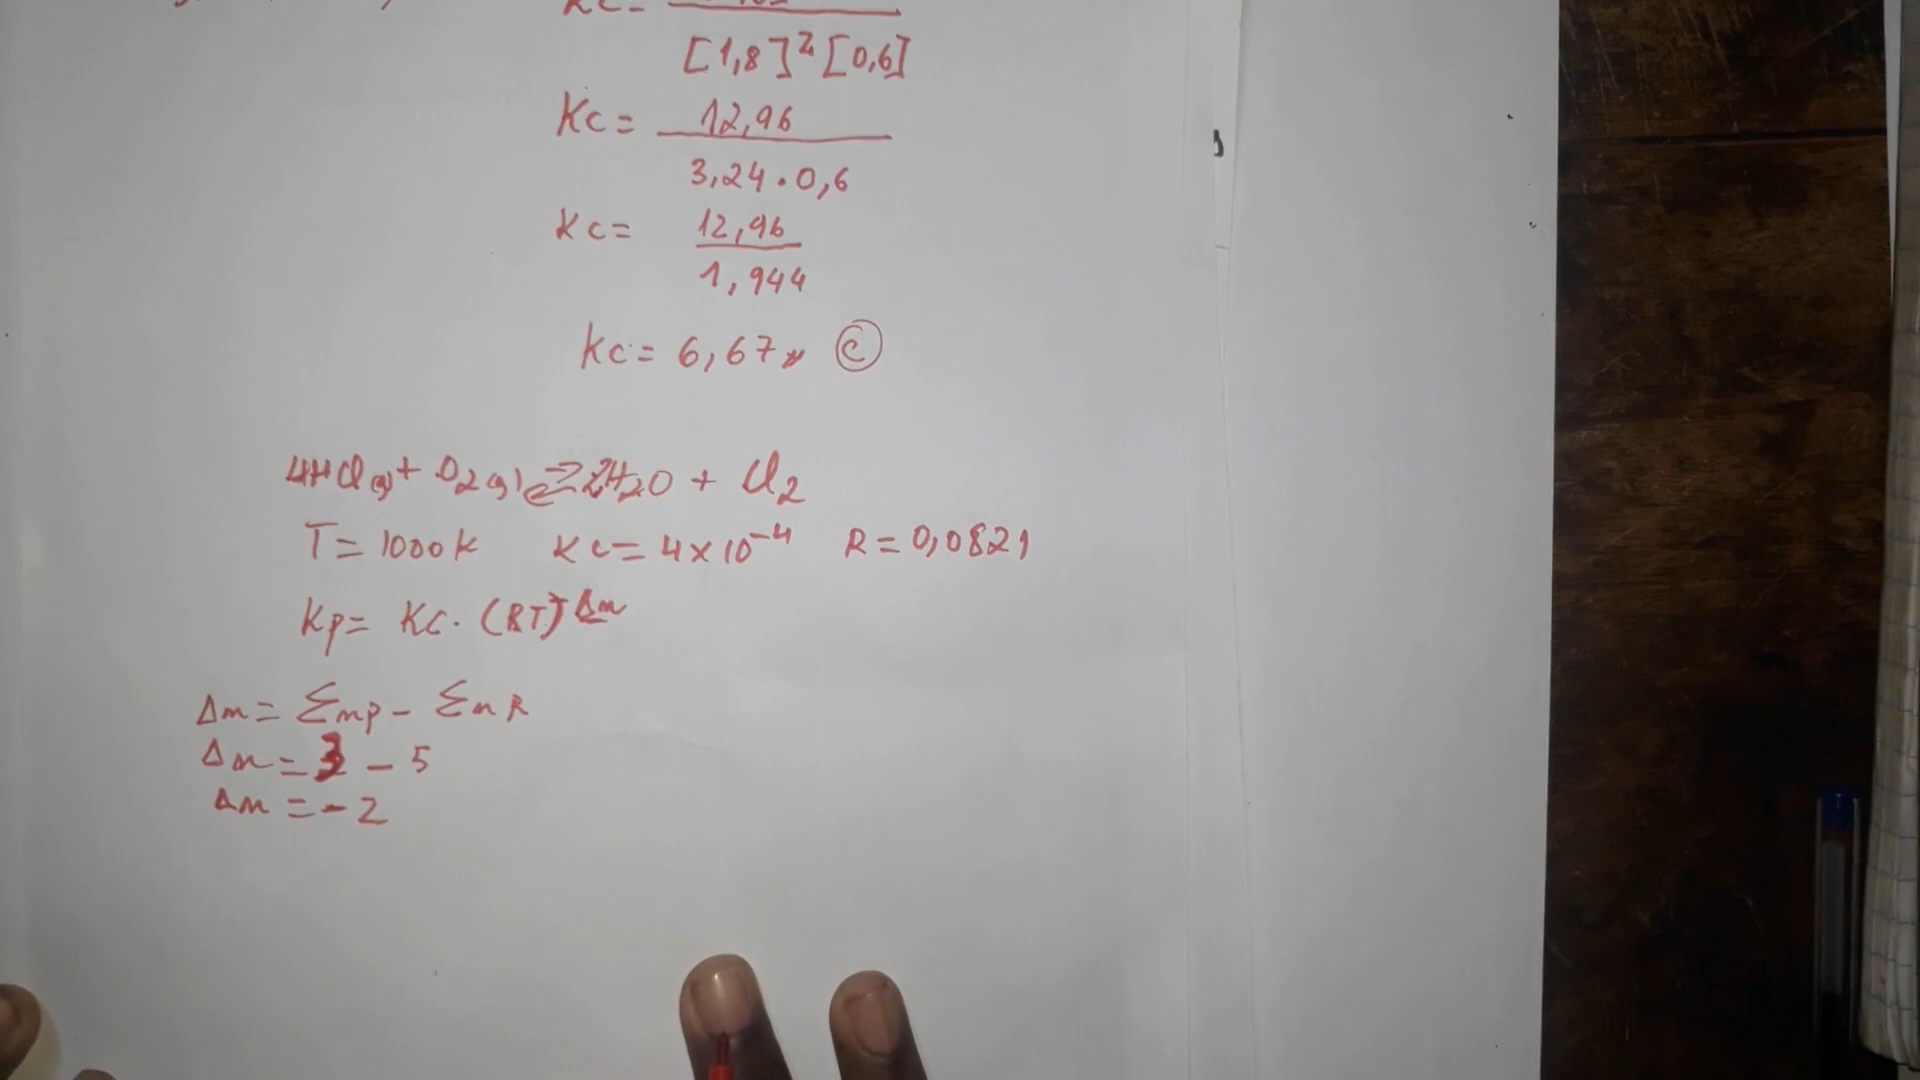 [1,8]² [0,6]
Kc = 12,96
3,24 . 0,6
Kc = 12,96
1,944
Kc = 6,67 C
4HCl(g) + O2(g) ⇌ 2H2O + Cl2
T = 1000K Kc = 4 × 10⁻⁴ R = 0,0821
Kp = Kc . (RT)^Δn
Δn = Σnp - ΣnR
Δn = 3 - 5
Δn = - 2